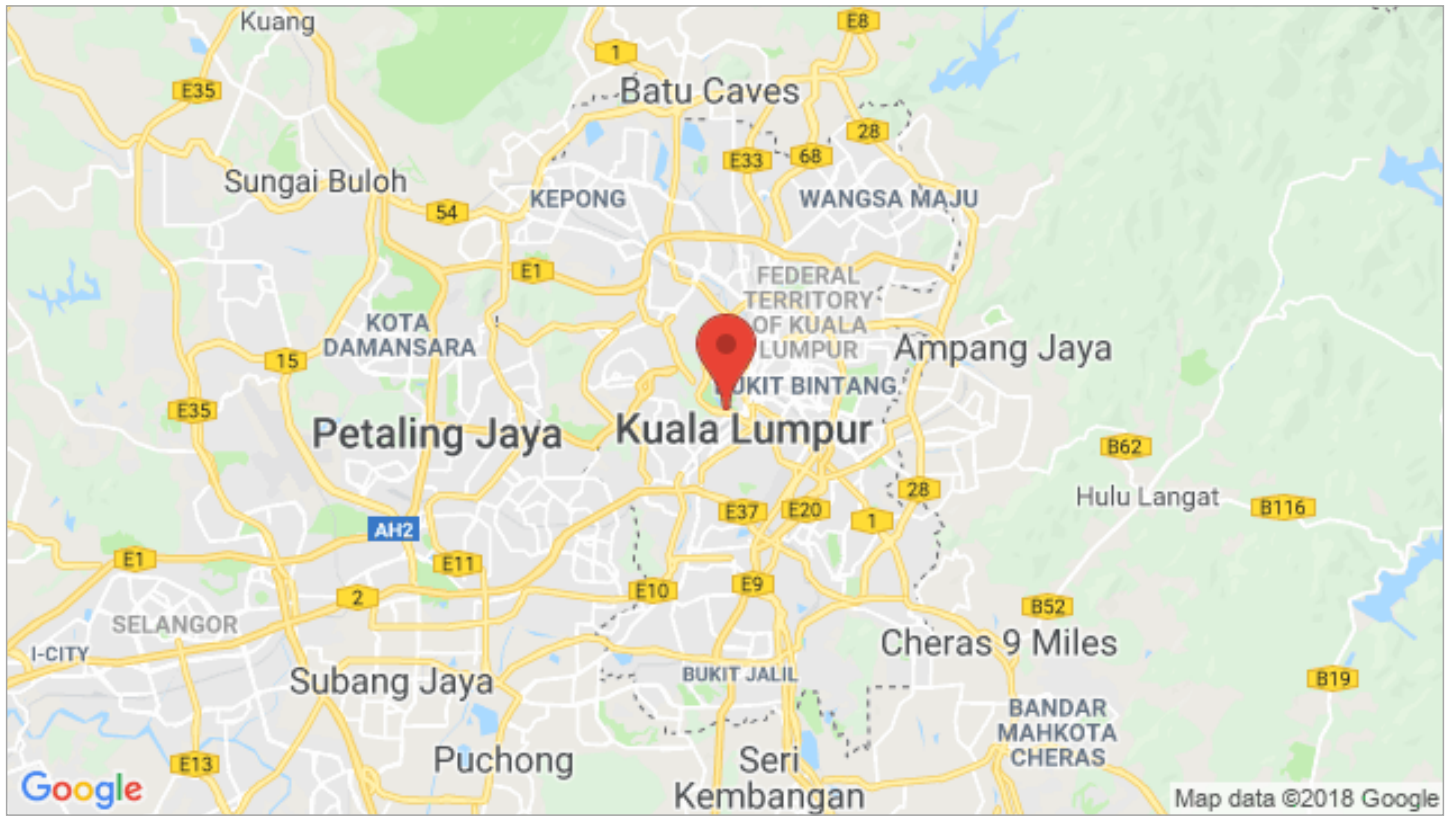 Kuang
E8
1
E35
Batu Caves
28
E33
68
Sungai Buloh
KEPONG
WANGSA MAJU
54
E1
FEDERAL
TERRITORY
OF KUALA
LUMPUR
KOTA
DAMANSARA
15
Ampang Jaya
BUKIT BINTANG
E35
Petaling Jaya
Kuala Lumpur
B62
28
Hulu Langat
B116
E37
E20
1
AH2
E1
E11
E10
E9
2
B52
SELANGOR
Cheras 9 Miles
I-CITY
Subang Jaya
BUKIT JALIL
B19
BANDAR
MAHKOTA
CHERAS
Puchong
Seri
Kembangan
E13
Google
Map data ©2018 Google